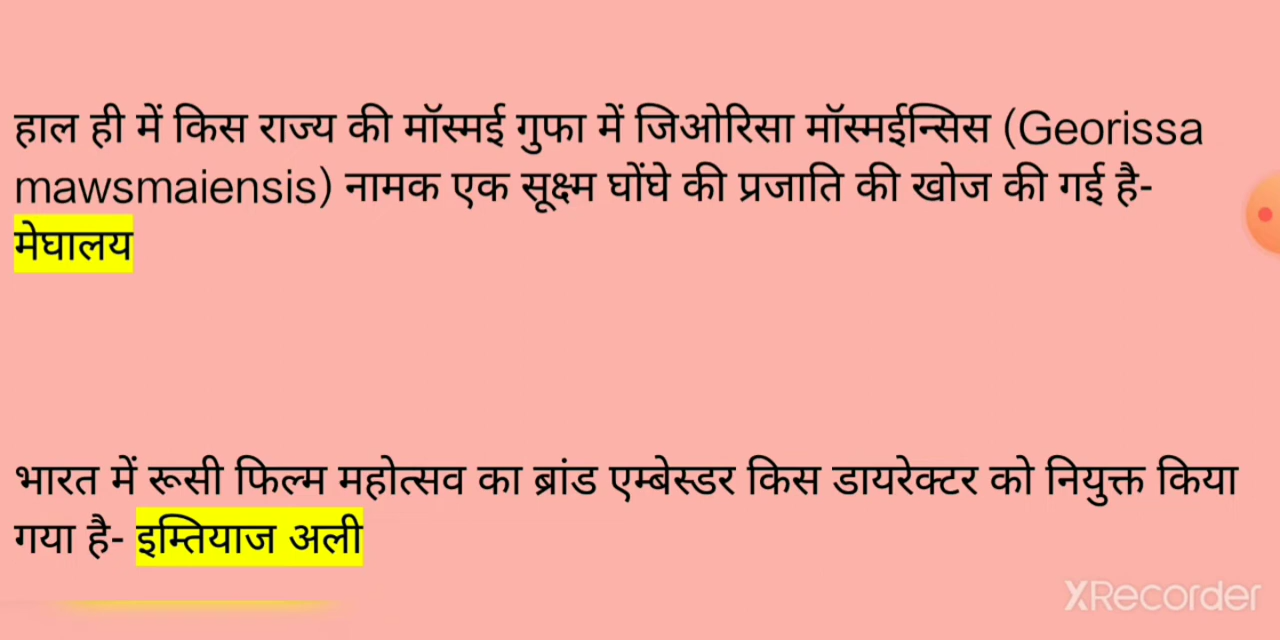 हाल ही में किस राज्य की मॉस्मई गुफा में जिओरिसा मॉस्मईन्सिस (Georissa
mawsmaiensis) नामक एक सूक्ष्म घोंघे की प्रजाति की खोज की गई है-
मेघालय
भारत में रूसी फिल्म महोत्सव का ब्रांड एम्बेस्डर किस डायरेक्टर को नियुक्त किया
गया है- इम्तियाज अली
XRecorder